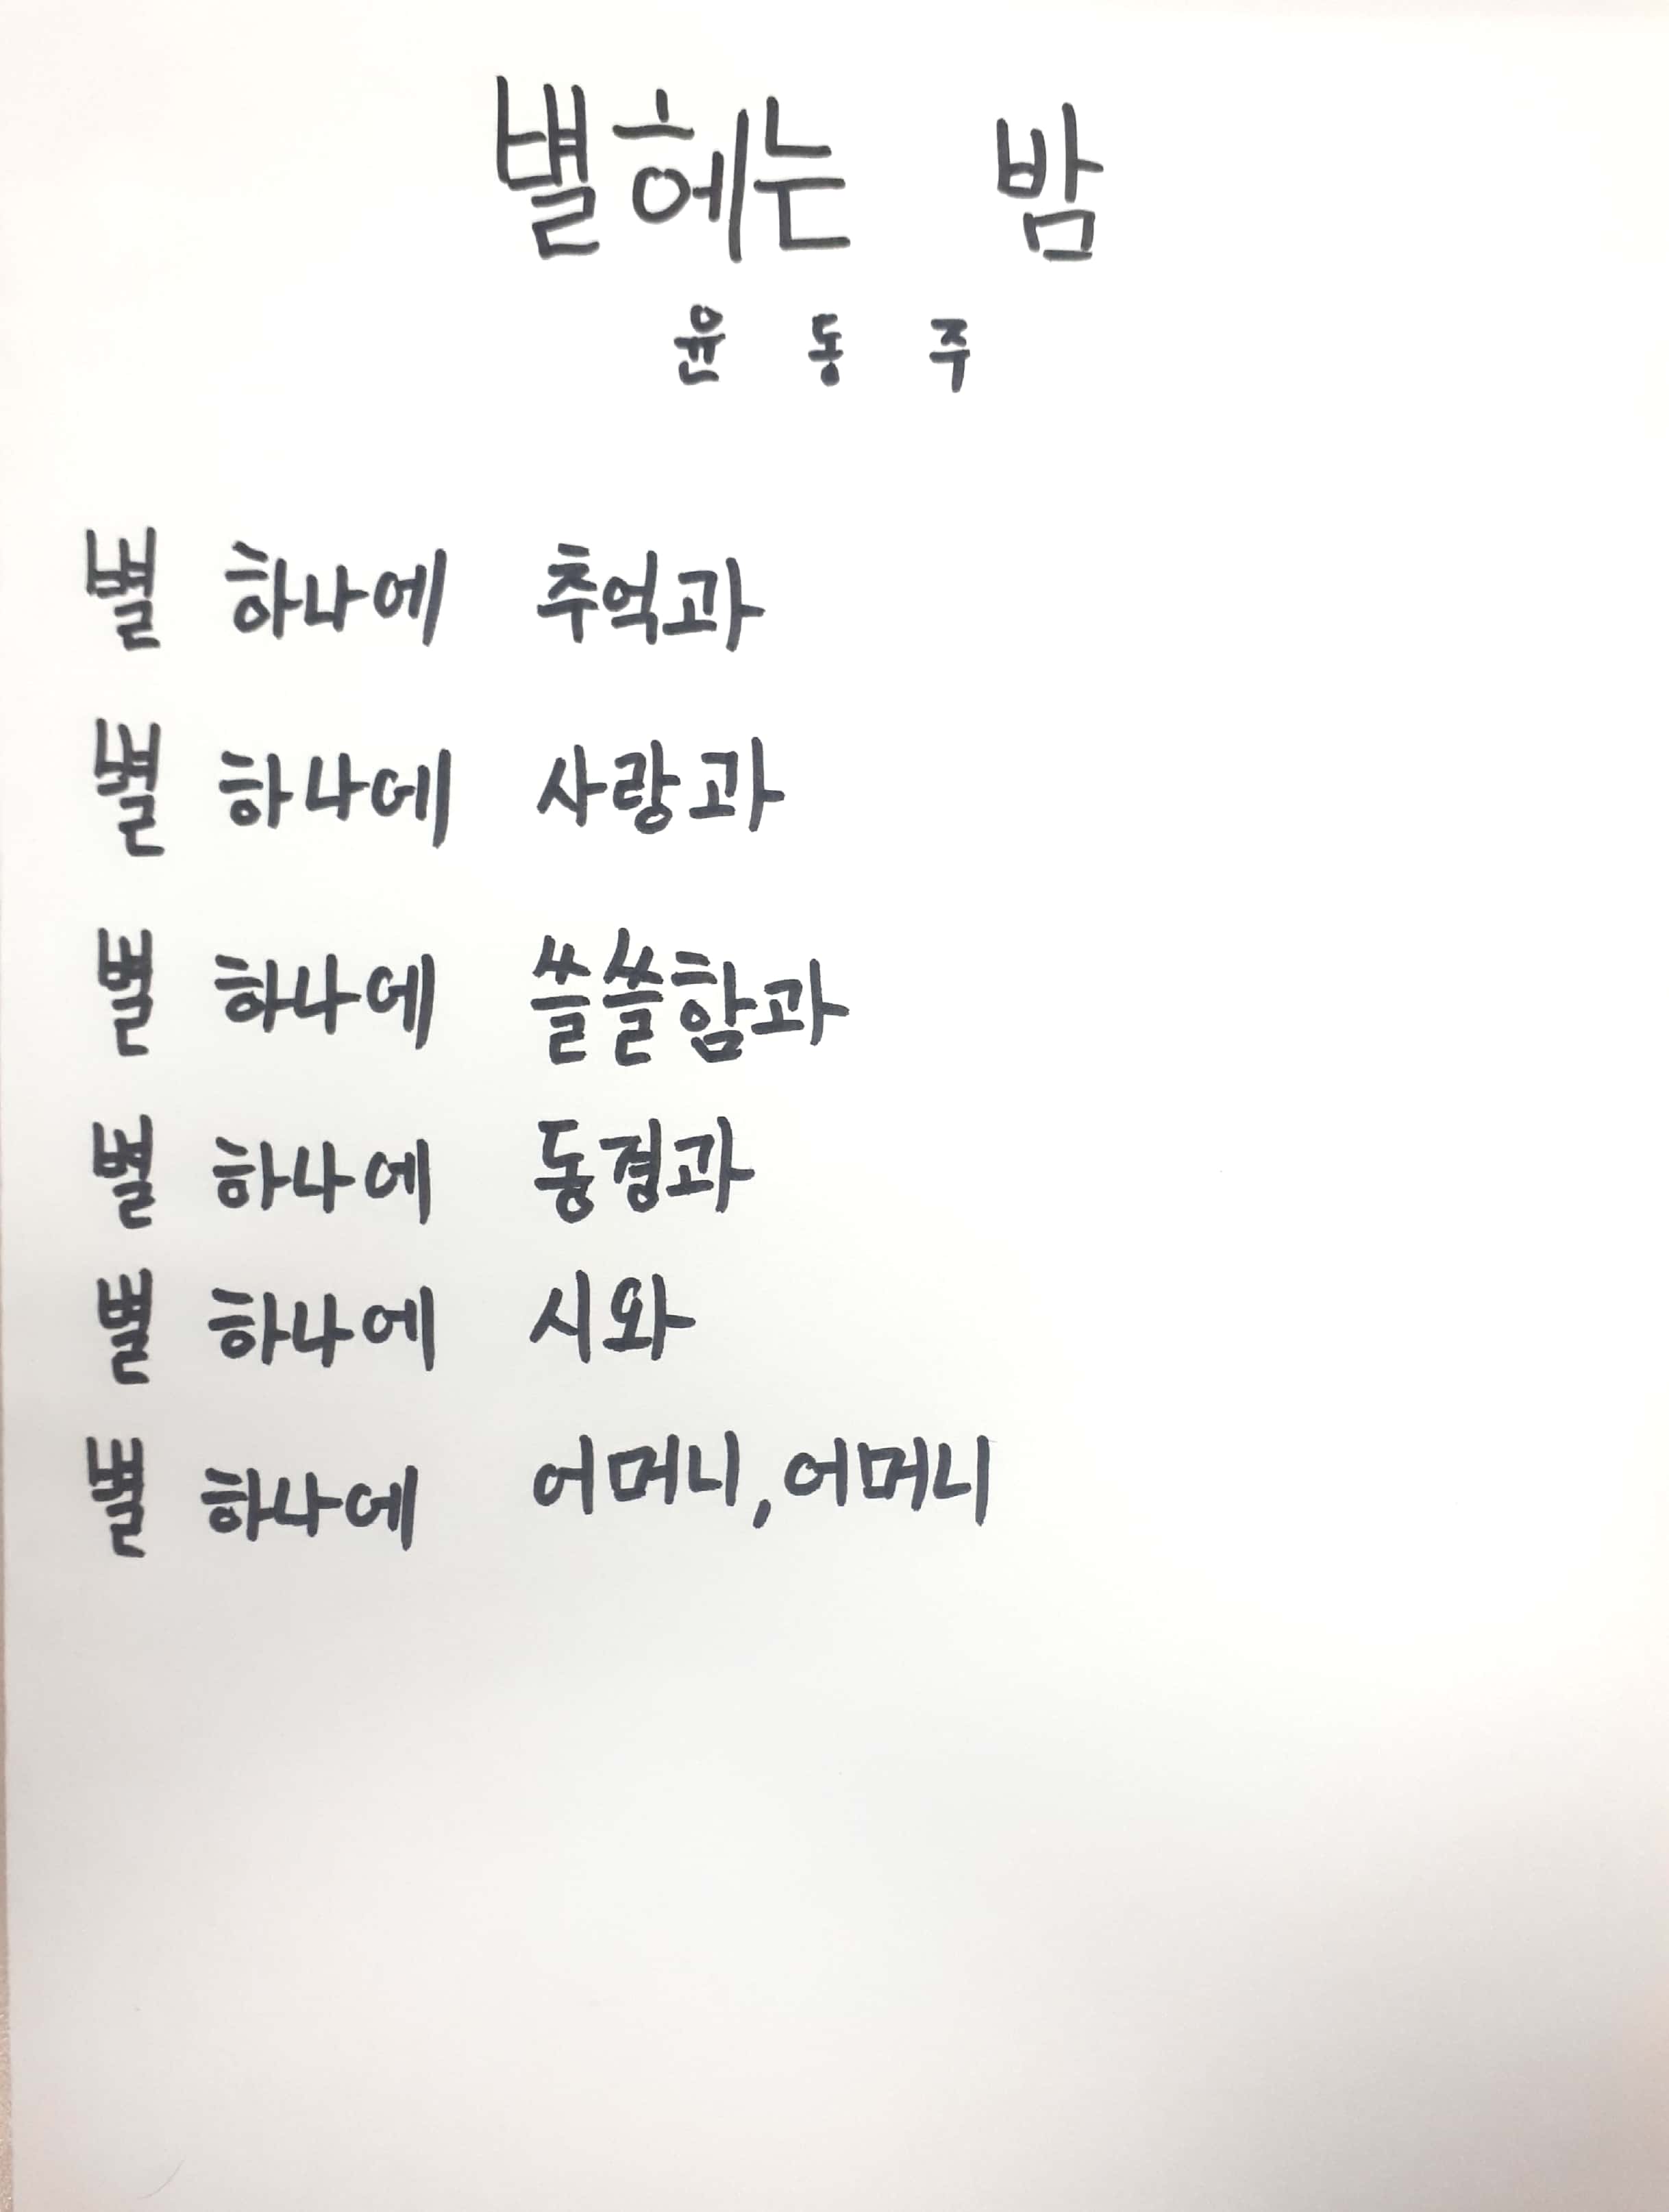 별헤는 밤
윤 동 주
별 하나에 추억과
별 하나에 사랑과
별 하나에 쓸쓸함과
별 하나에 동경과
별 하나에 시와
별 하나에 어머니, 어머니